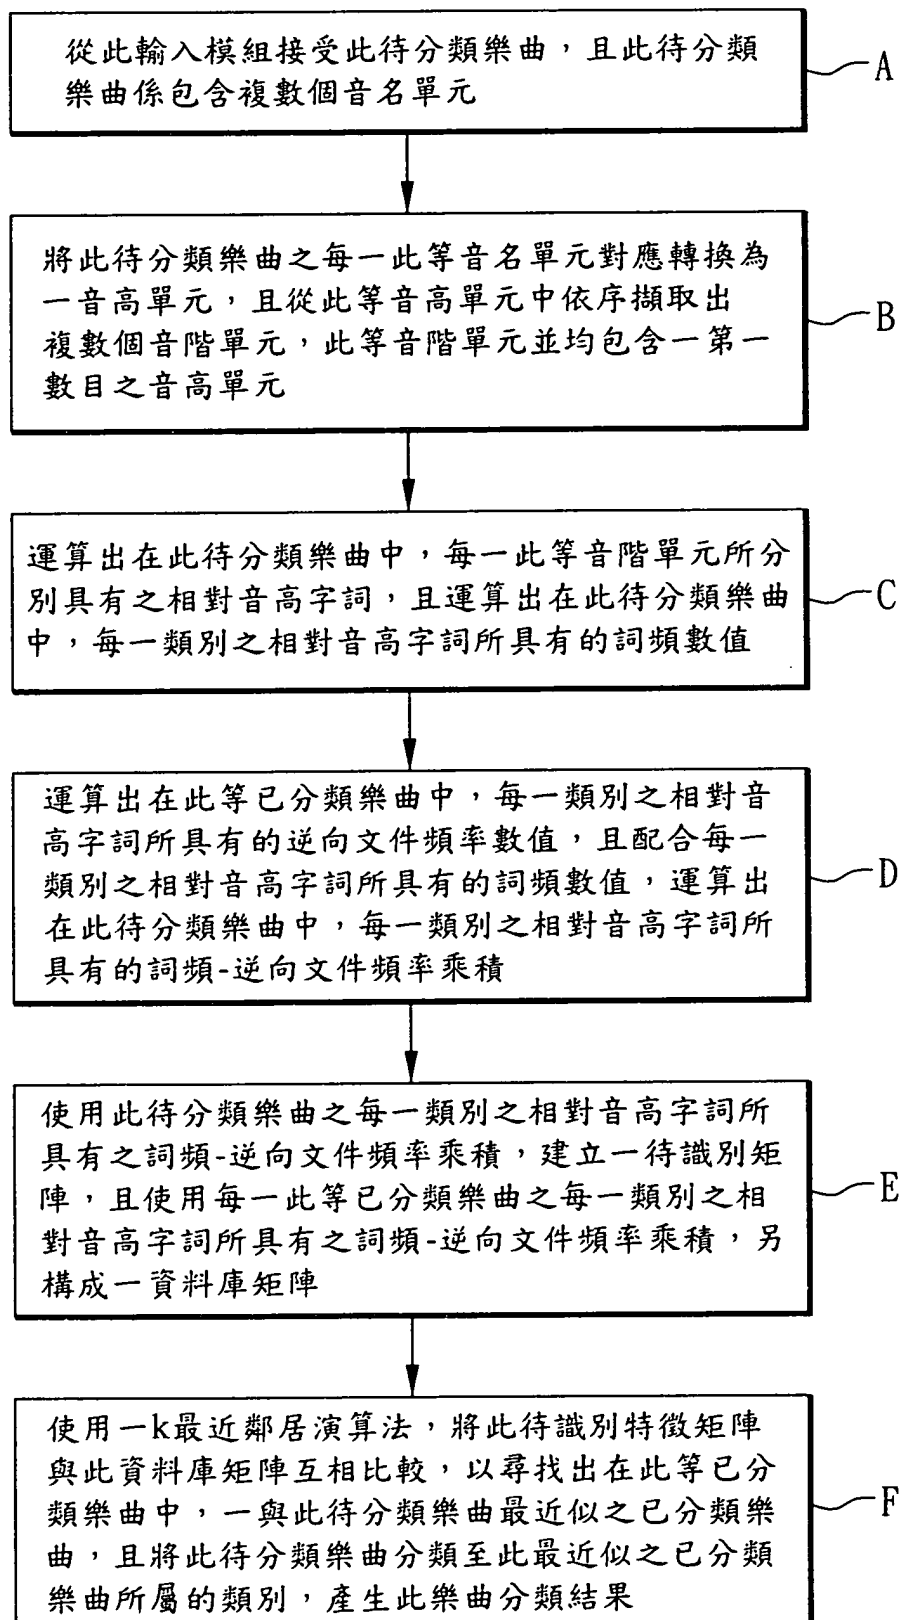 從此輸入模組接受此待分類樂曲，且此待分類
樂曲係包含複數個音名單元
A
將此待分類樂曲之每一此等音名單元對應轉換為
一音高單元，且從此等音高單元中依序擷取出
複數個音階單元，此等音階單元並均包含一第一
數目之音高單元
B
運算出在此待分類樂曲中，每一此等音階單元所分
別具有之相對音高字詞，且運算出在此待分類樂曲
中，每一類別之相對音高字詞所具有的詞頻數值
C
運算出在此等已分類樂曲中，每一類別之相對音
高字詞所具有的逆向文件頻率數值，且配合每一
類別之相對音高字詞所具有的詞頻數值，運算出
在此待分類樂曲中，每一類別之相對音高字詞所
具有的詞頻-逆向文件頻率乘積
D
使用此待分類樂曲之每一類別之相對音高字詞所
具有之詞頻-逆向文件頻率乘積，建立一待識別矩
陣，且使用每一此等已分類樂曲之每一類別之相
對音高字詞所具有之詞頻-逆向文件頻率乘積，另
構成一資料庫矩陣
E
使用一k最近鄰居演算法，將此待識別特徵矩陣
與此資料庫矩陣互相比較，以尋找出在此等已分
類樂曲中，一與此待分類樂曲最近似之已分類樂
曲，且將此待分類樂曲分類至此最近似之已分類
樂曲所屬的類別，產生此樂曲分類結果
F